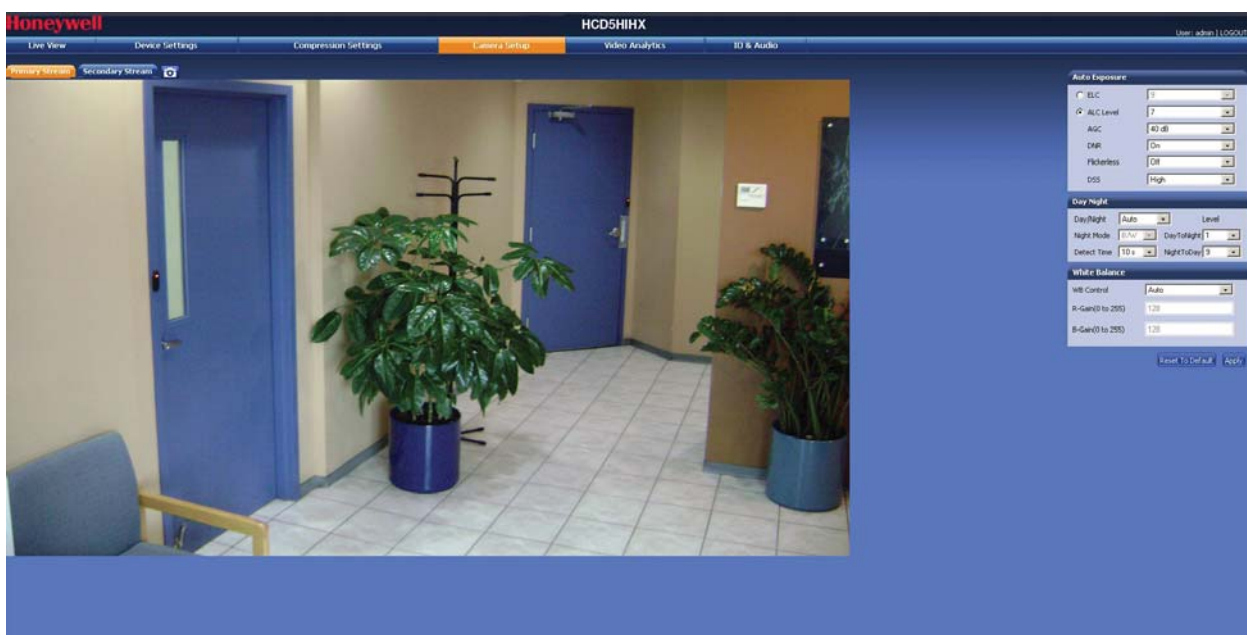 Honeywell
HCD5HIHX
User: admin | LOGOUT
Live View Device Settings Compression Settings Camera Setup Video Analytics IO & Audio
Primary Stream Secondary Stream
Auto Exposure
ELC 9
ALC Level 7
AGC 40 dB
DNR On
Flickerless Off
DSS High
Day Night
Day/Night Auto Level
Night Mode B/W DayToNight 1
Detect Time 10 s NightToDay 9
White Balance
WB Control Auto
R-Gain(0 to 255) 128
B-Gain(0 to 255) 128
Reset To Default Apply